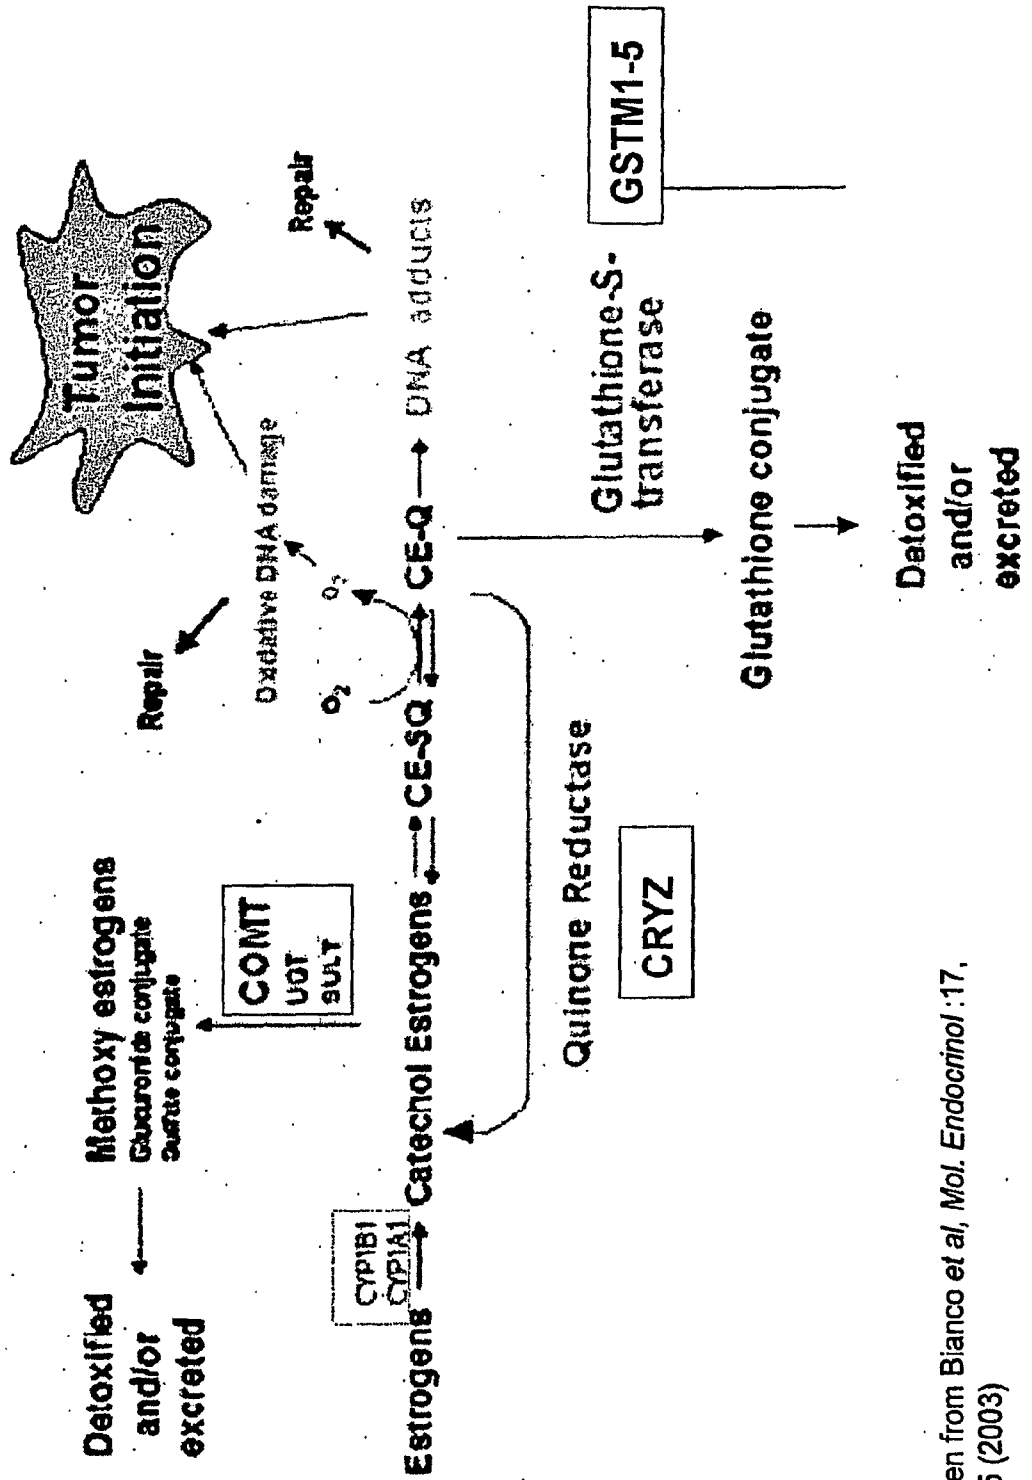 Tumor
Initiation
Detoxified
and/or
excreted
Methoxy estrogens
Glucuronide conjugate
Sulfite conjugate
Repair
Oxidative DNA damage
Repair
COMT
UGT
SULT
O2
O2
CYP1B1
CYP1A1
Estrogens
Catechol Estrogens
CE-SQ
CE-Q
DNA adducts
Quinone Reductase
CRYZ
Glutathione-S-
transferase
GSTM1-5
Glutathione conjugate
Detoxified
and/or
excreted
en from Bianco et al, Mol. Endocrinol :17,
(2003)